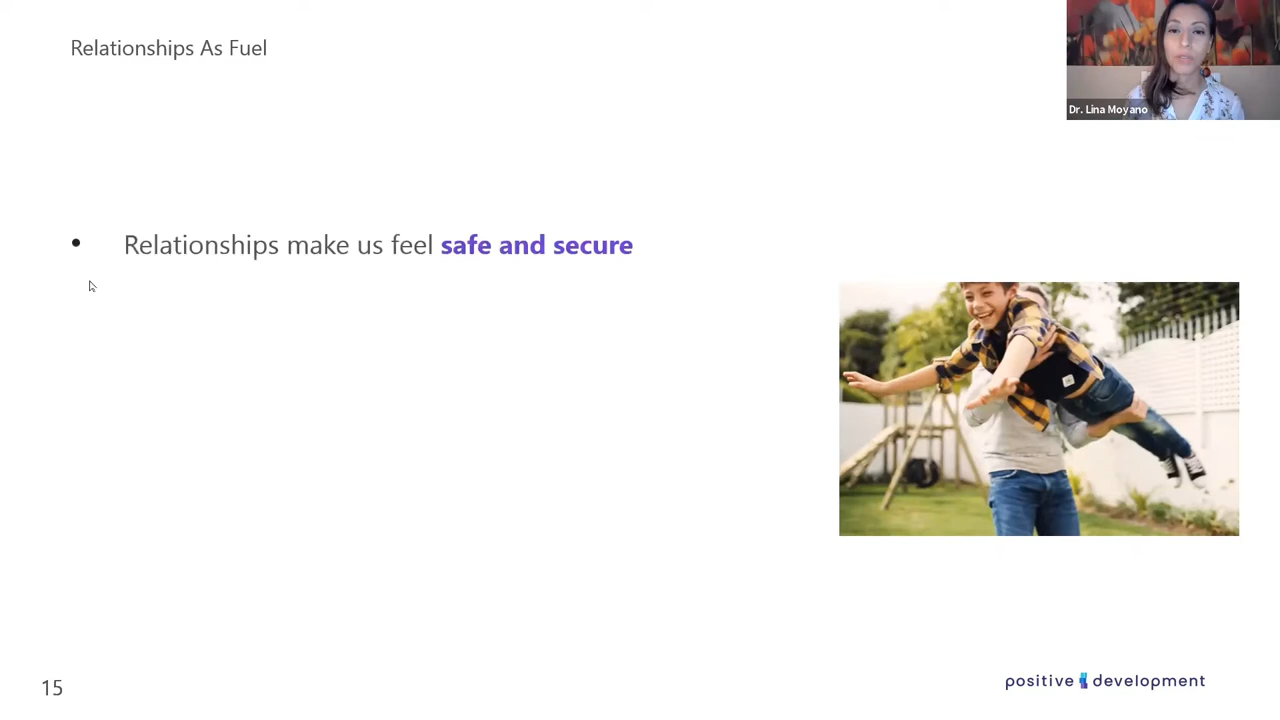 Relationships As Fuel
Dr. Lina Moyano
• Relationships make us feel safe and secure
15
positive development